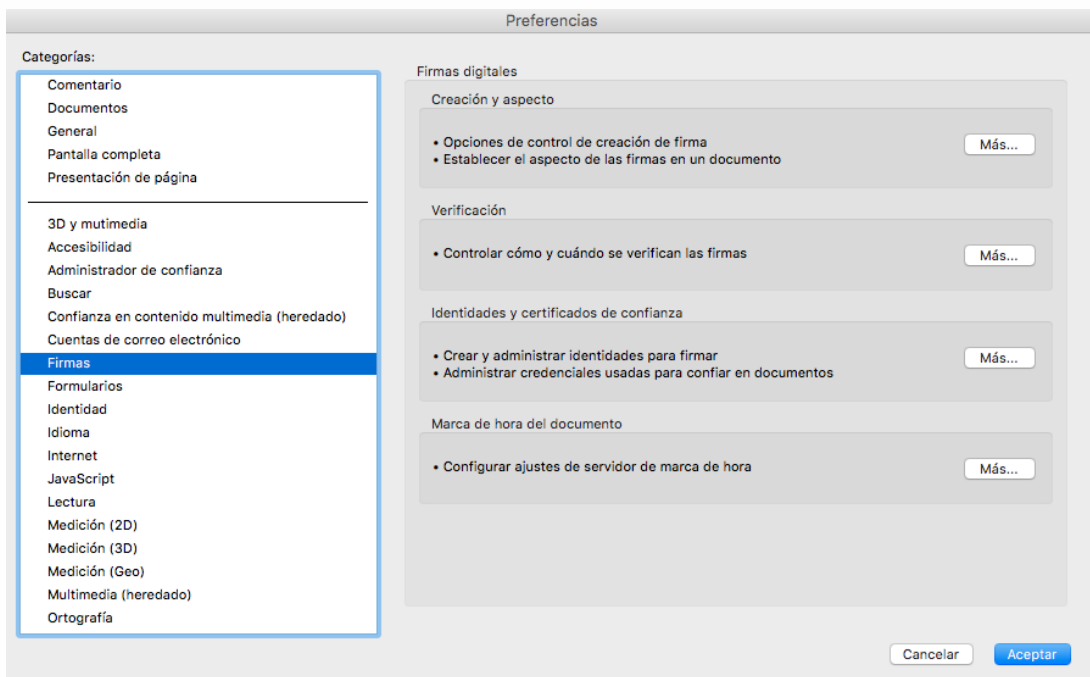 Preferencias
Categorías:
Comentario
Documentos
General
Pantalla completa
Presentación de página
3D y mutimedia
Accesibilidad
Administrador de confianza
Buscar
Confianza en contenido multimedia (heredado)
Cuentas de correo electrónico
Firmas
Formularios
Identidad
Idioma
Internet
JavaScript
Lectura
Medición (2D)
Medición (3D)
Medición (Geo)
Multimedia (heredado)
Ortografía
Firmas digitales
Creación y aspecto
• Opciones de control de creación de firma
• Establecer el aspecto de las firmas en un documento
Más...
Verificación
• Controlar cómo y cuándo se verifican las firmas
Más...
Identidades y certificados de confianza
• Crear y administrar identidades para firmar
• Administrar credenciales usadas para confiar en documentos
Más...
Marca de hora del documento
• Configurar ajustes de servidor de marca de hora
Más...
Cancelar
Aceptar